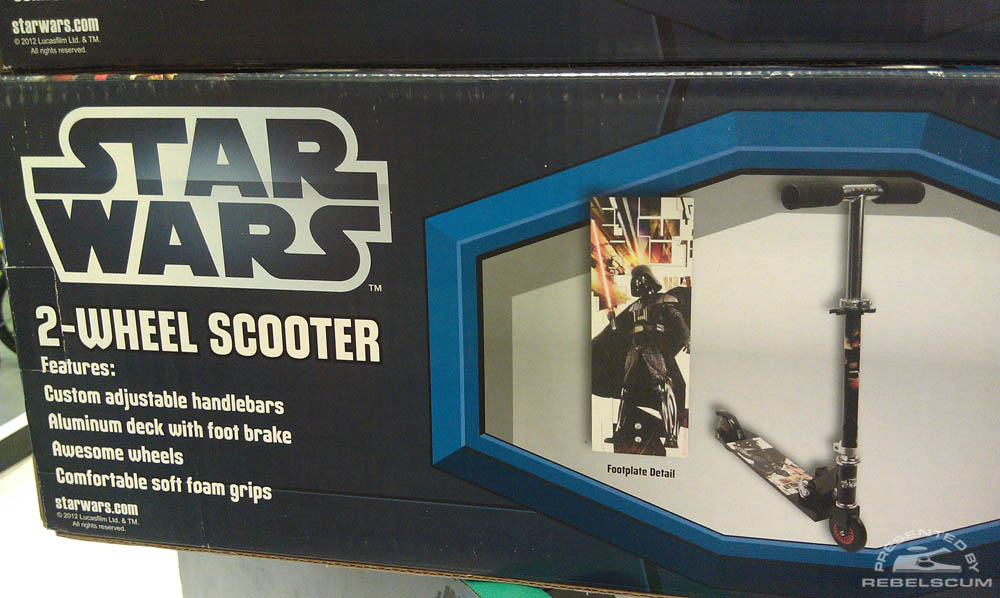 starwars.com
© 2012 Lucasfilm Ltd. & TM.
All rights reserved.
STAR
WARS
TM
2-WHEEL SCOOTER
Features:
Custom adjustable handlebars
Aluminum deck with foot brake
Awesome wheels
Comfortable soft foam grips
starwars.com
© 2012 Lucasfilm Ltd. & TM.
All rights reserved.
Footplate Detail
PRESENTED BY
REBELSCUM